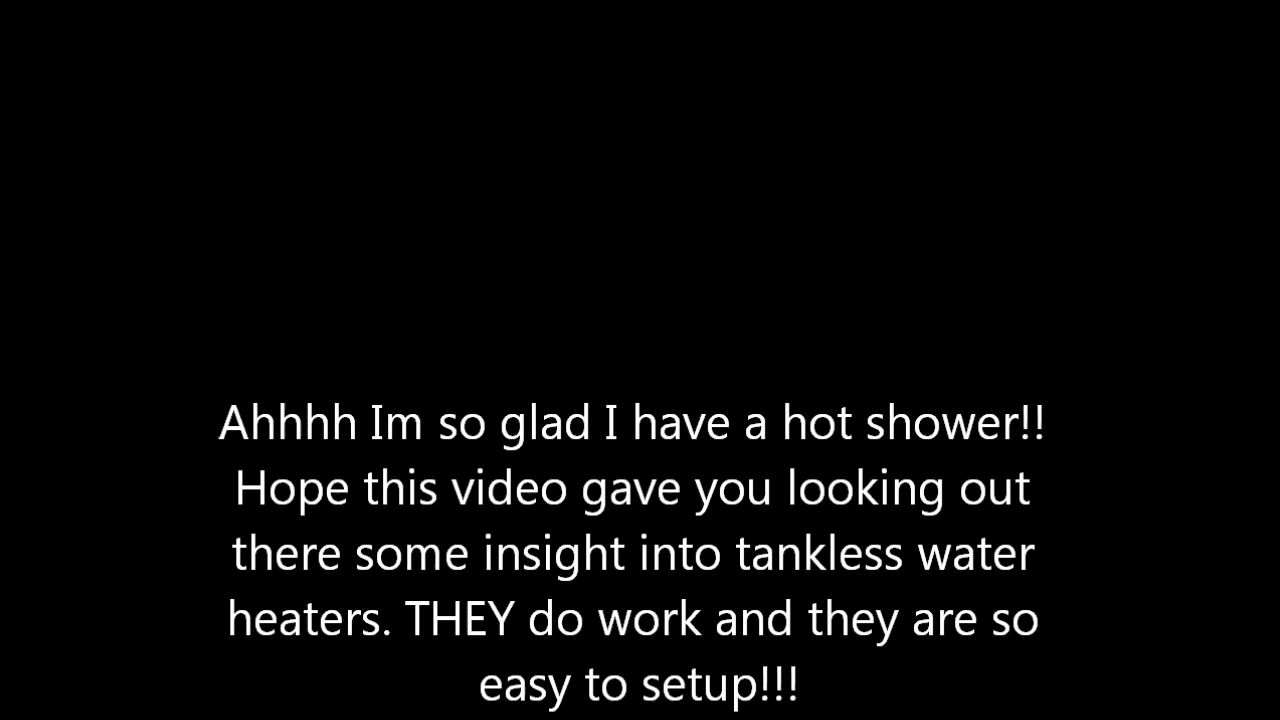 Ahhhh Im so glad I have a hot shower!!
Hope this video gave you looking out
there some insight into tankless water
heaters. THEY do work and they are so
easy to setup!!!